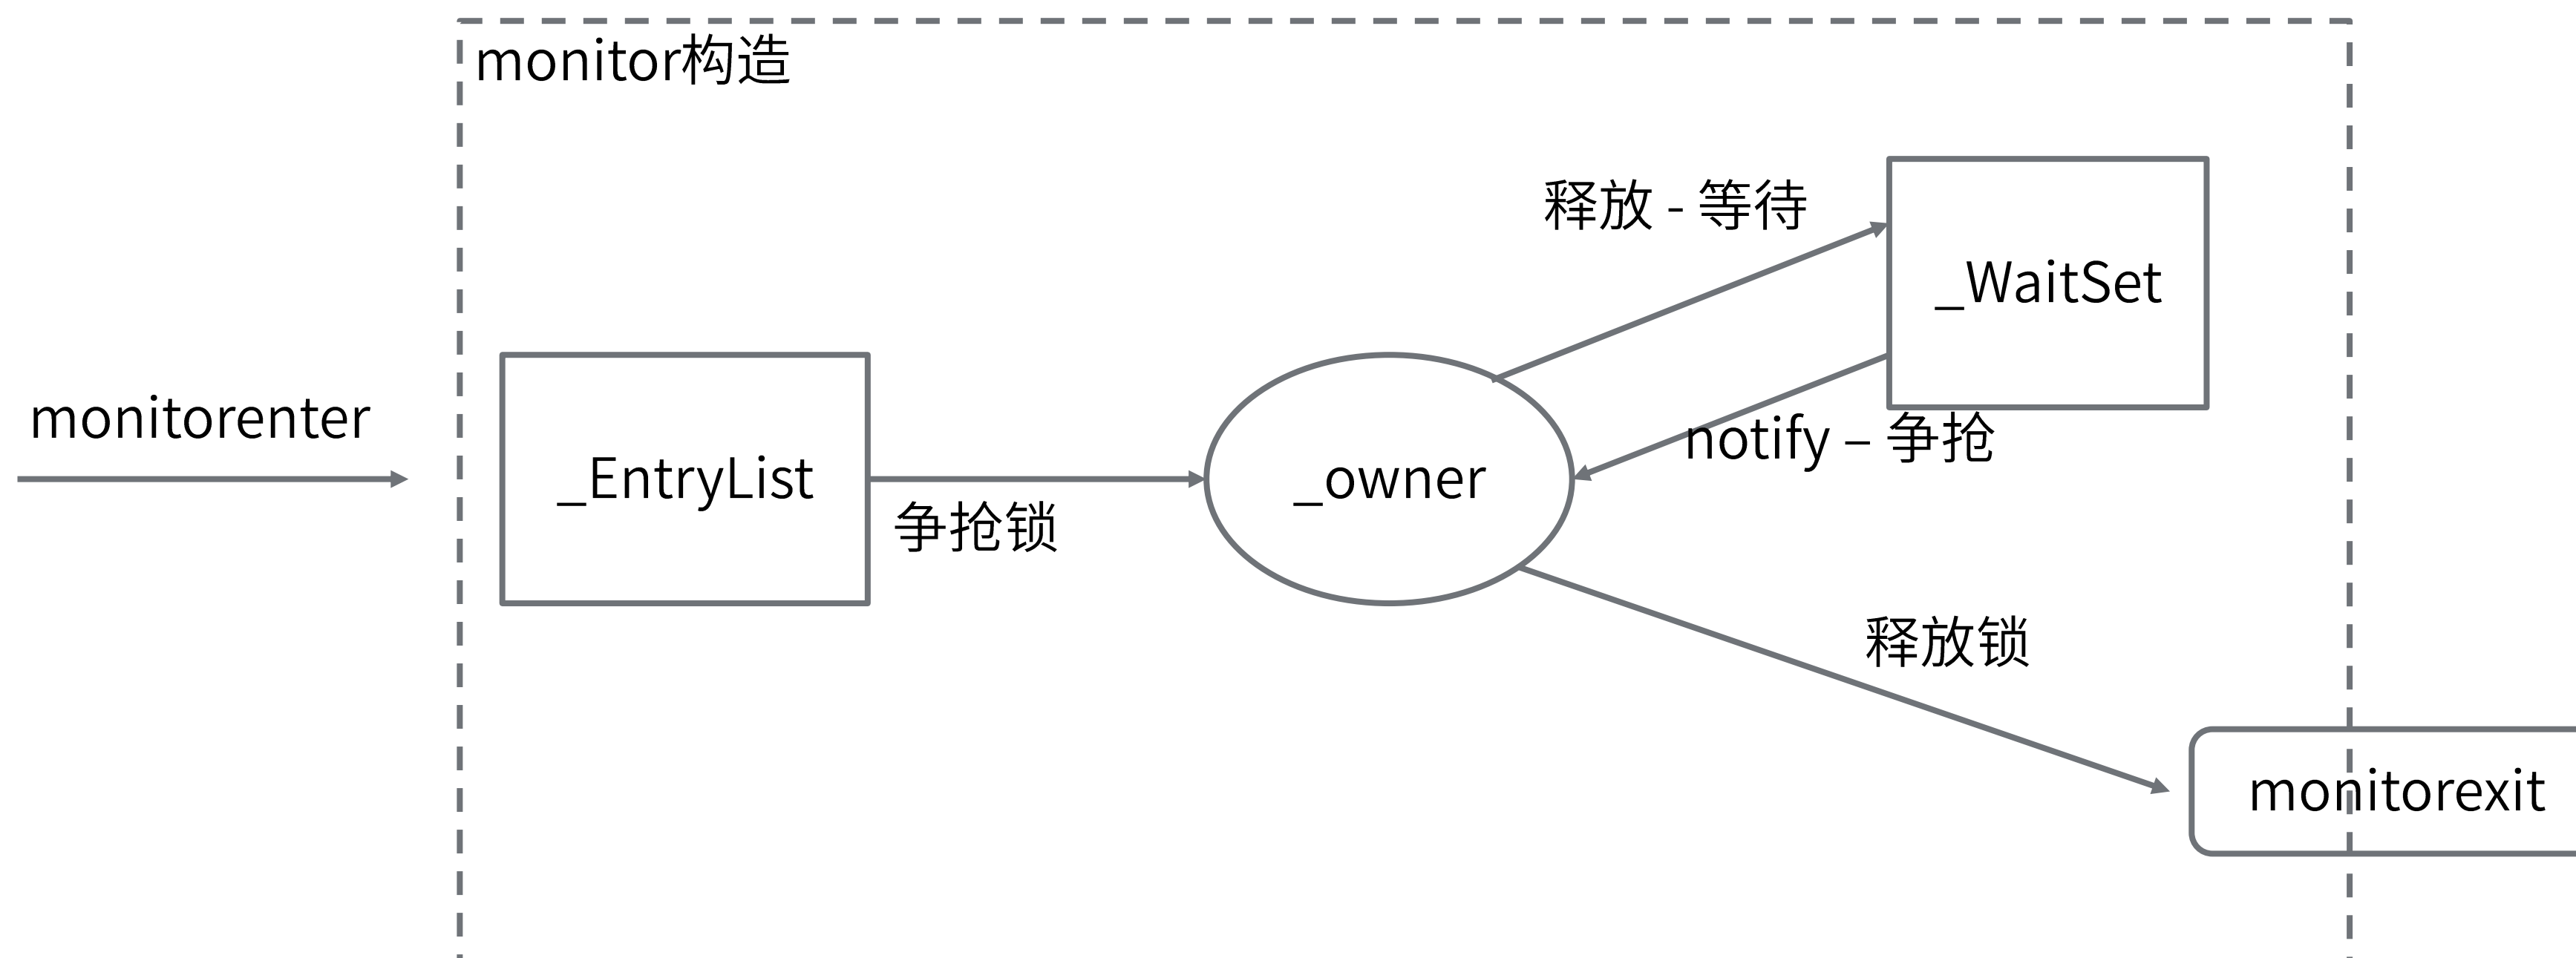 monitor构造
释放 - 等待
_WaitSet
monitorenter
notify – 争抢
_EntryList
_owner
争抢锁
释放锁
monitorexit